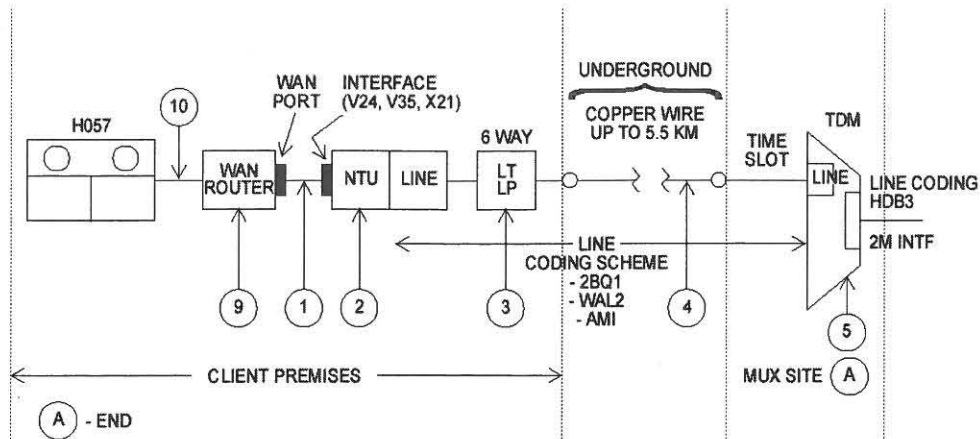 UNDERGROUND
WAN PORT
INTERFACE
(V24, V35, X21)
COPPER WIRE
UP TO 5.5 KM
TDM
10
H057
6 WAY
TIME
SLOT
WAN
ROUTER
NTU
LINE
LT
LP
LINE
LINE CODING
HDB3
2M INTF
LINE
CODING SCHEME
- 2BQ1
- WAL2
- AMI
9
1
2
3
4
5
CLIENT PREMISES
MUX SITE A
A - END